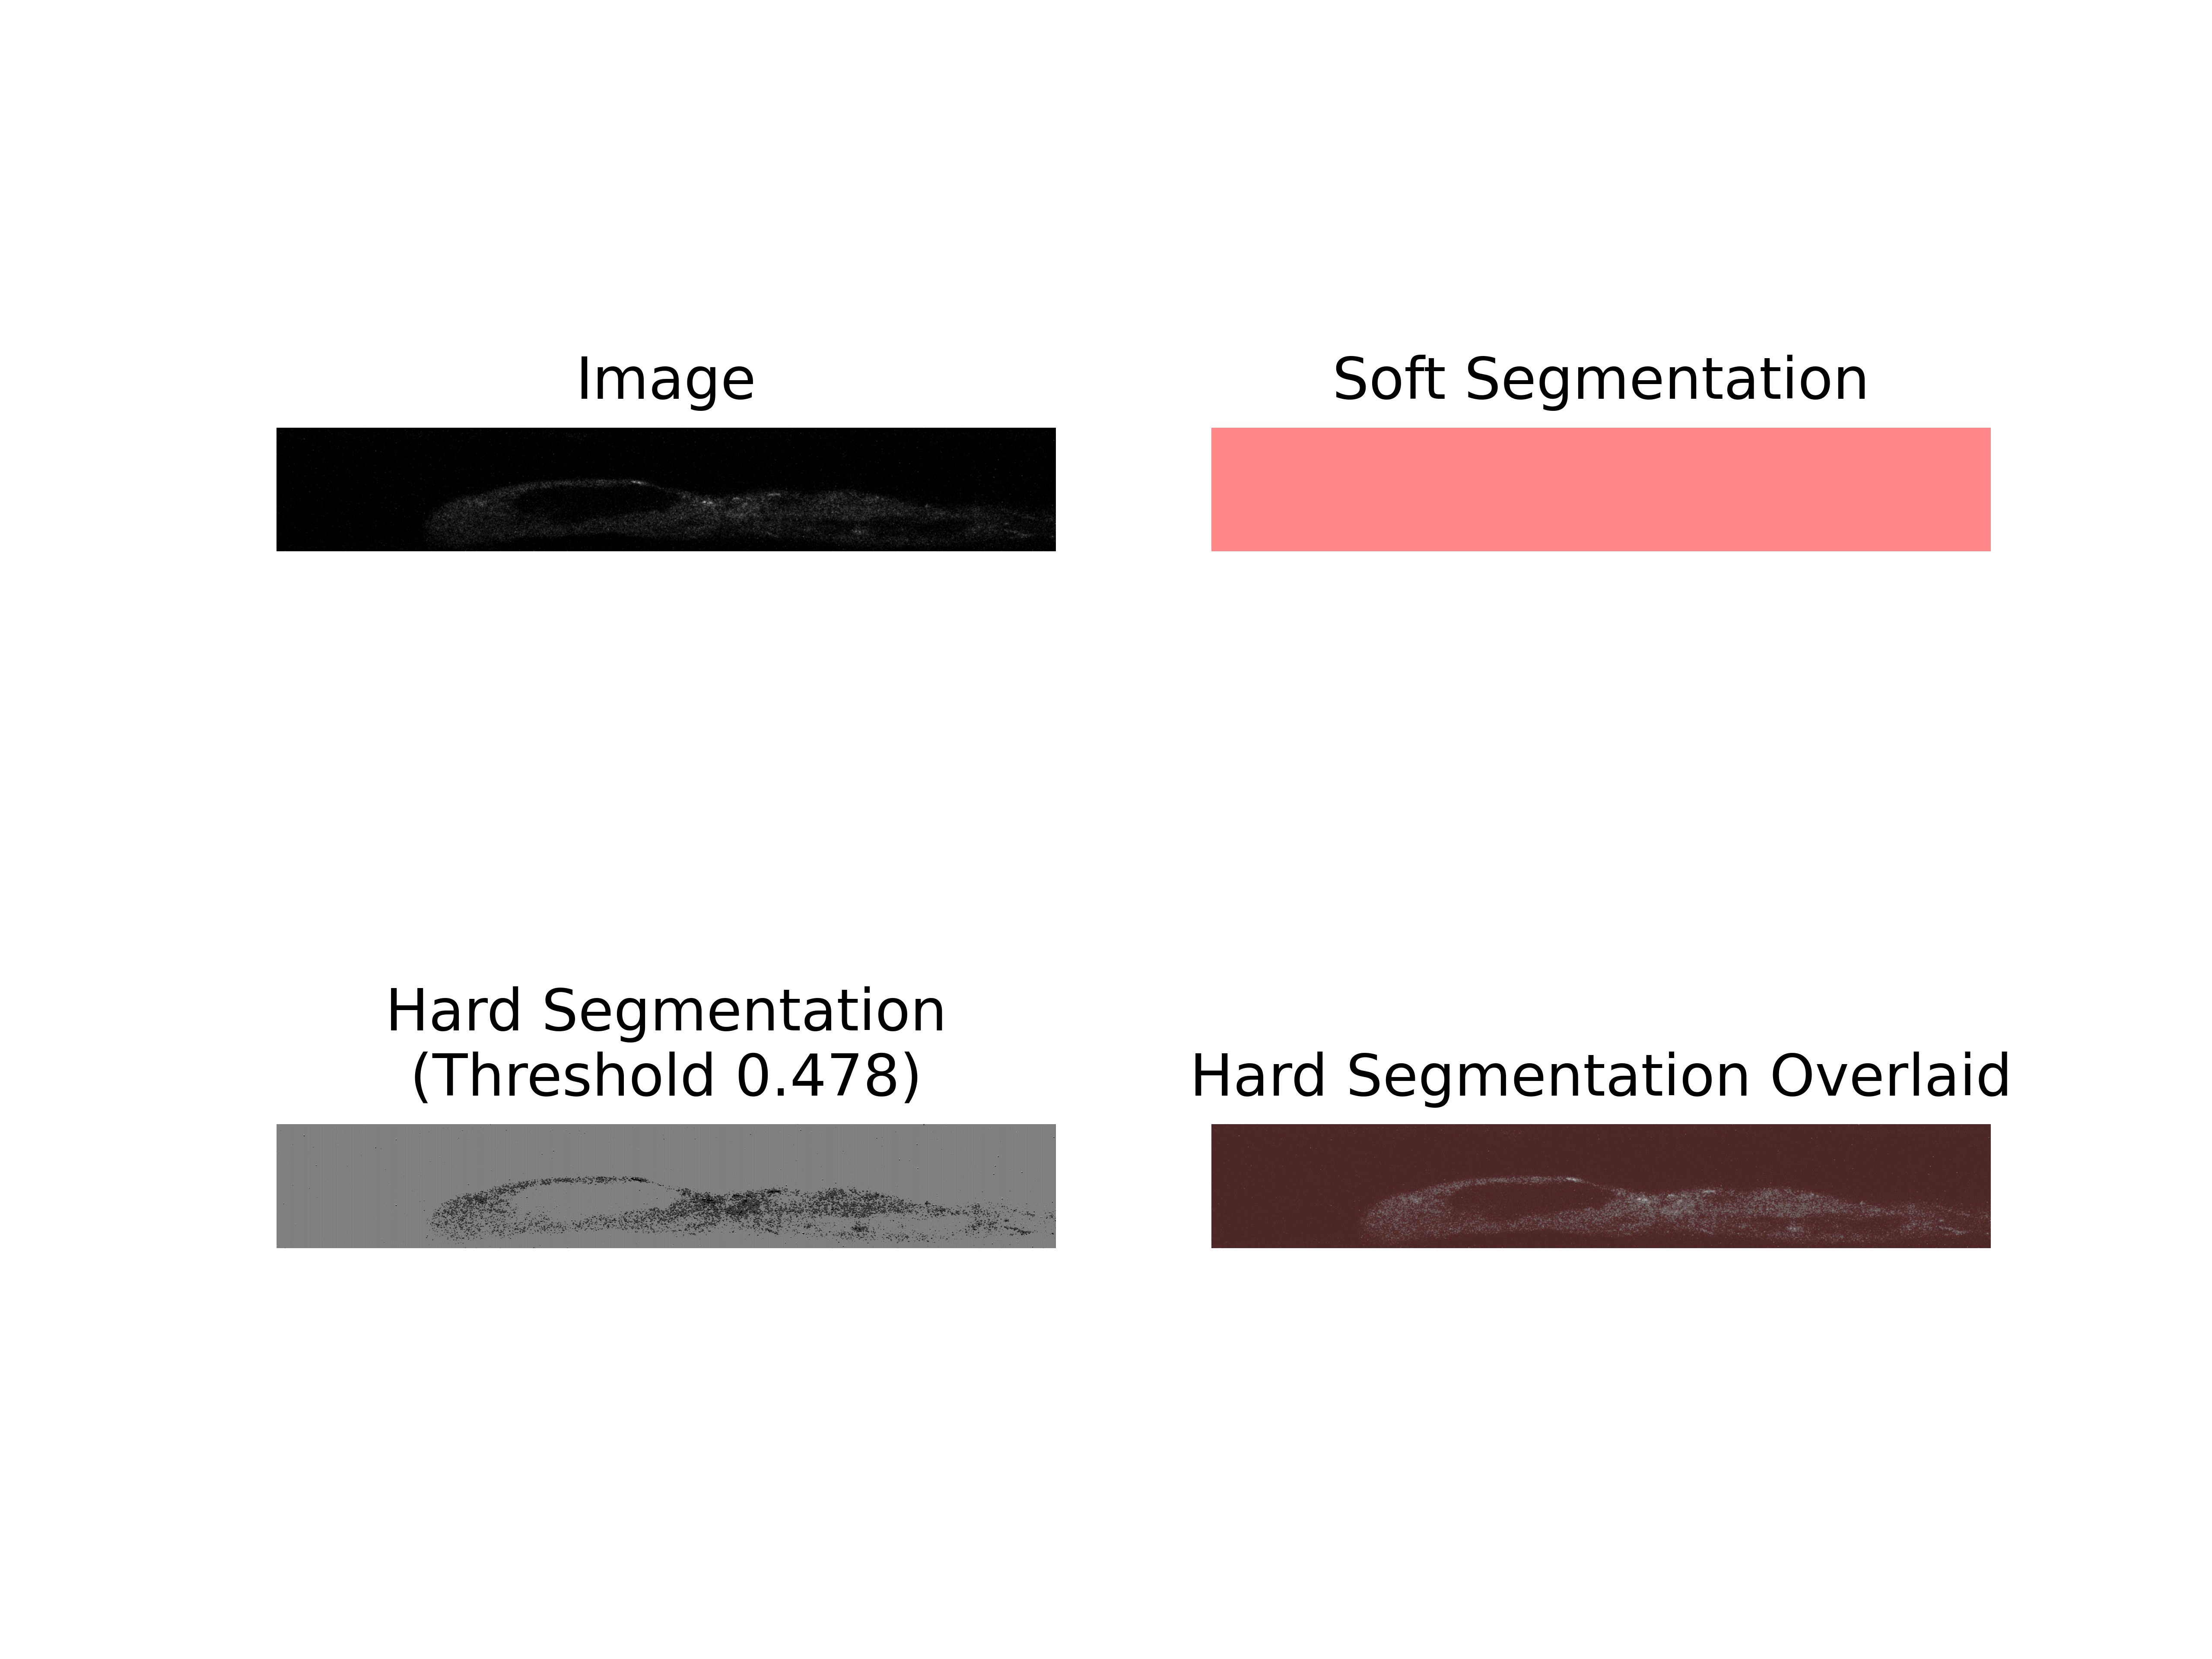 Image
Soft Segmentation
Hard Segmentation
(Threshold 0.478)
Hard Segmentation Overlaid